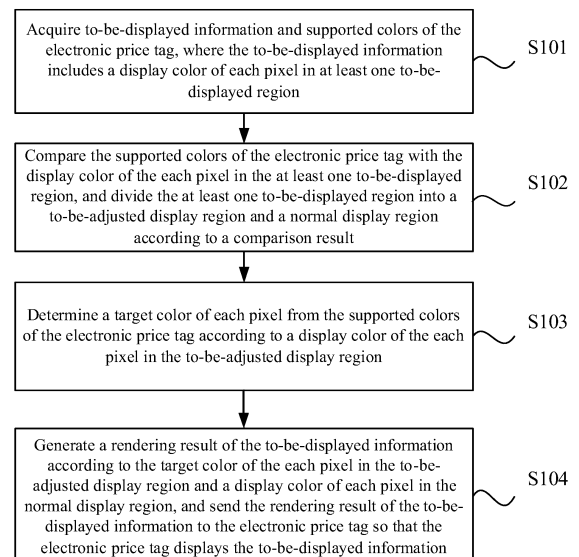 Acquire to-be-displayed information and supported colors of the
electronic price tag, where the to-be-displayed information
includes a display color of each pixel in at least one to-be-
displayed region
S101
Compare the supported colors of the electronic price tag with the
display color of the each pixel in the at least one to-be-displayed
region, and divide the at least one to-be-displayed region into a
to-be-adjusted display region and a normal display region
according to a comparison result
S102
Determine a target color of each pixel from the supported colors
of the electronic price tag according to a display color of the each
pixel in the to-be-adjusted display region
S103
Generate a rendering result of the to-be-displayed information
according to the target color of the each pixel in the to-be-
adjusted display region and a display color of each pixel in the
normal display region, and send the rendering result of the to-be-
displayed information to the electronic price tag so that the
electronic price tag displays the to-be-displayed information
S104